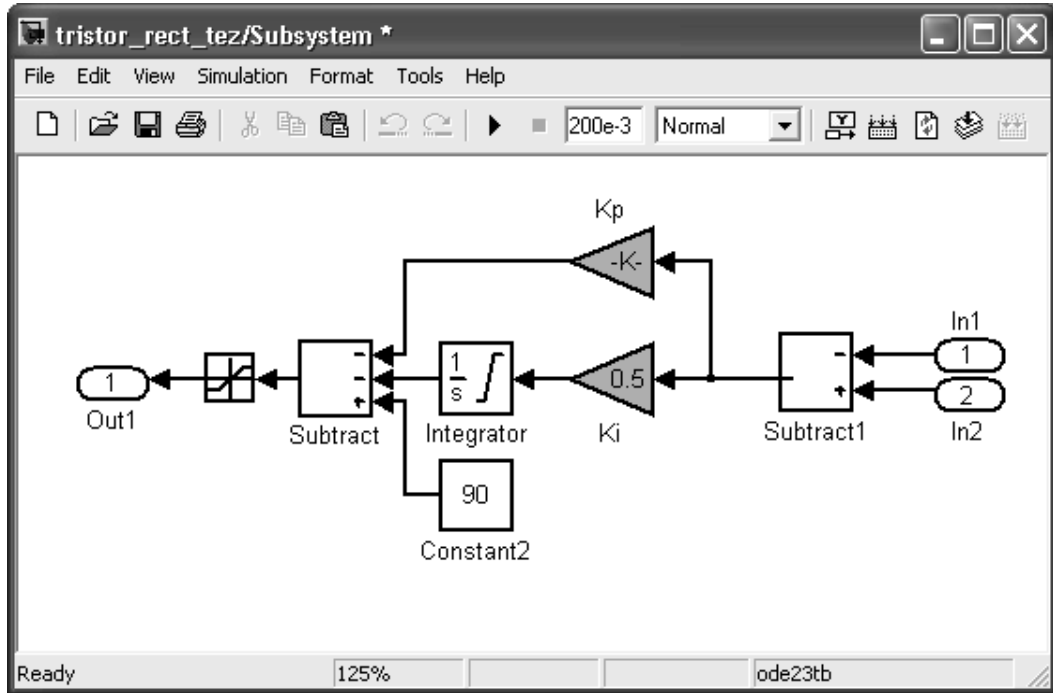 tristor_rect_tez/Subsystem *
File Edit View Simulation Format Tools Help
200e-3 Normal
Kp
-K-
In1
1
1
s
0.5
1
2
Out1
Subtract
Integrator
Ki
Subtract1
In2
90
Constant2
Ready 125% ode23tb